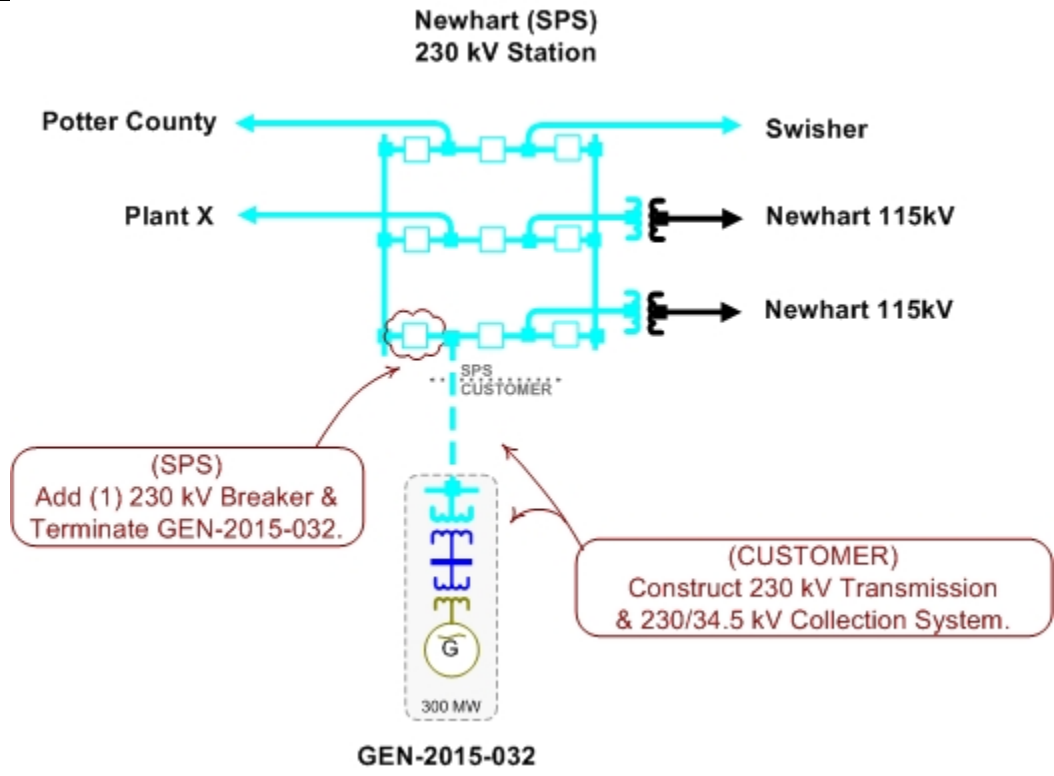 Newhart (SPS)
230 kV Station
Potter County
Swisher
Plant X
Newhart 115kV
Newhart 115kV
SPS
CUSTOMER
(SPS)
Add (1) 230 kV Breaker &
Terminate GEN-2015-032.
(CUSTOMER)
Construct 230 kV Transmission
& 230/34.5 kV Collection System.
G
300 MW
GEN-2015-032